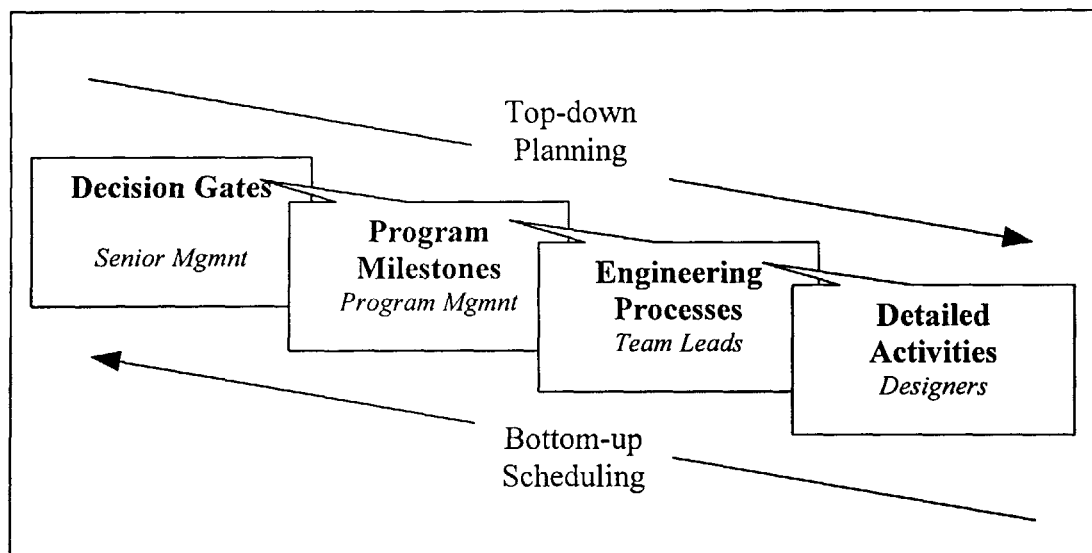 Top-down
Planning
Decision Gates
Senior Mgmnt
Program
Milestones
Program Mgmnt
Engineering
Processes
Team Leads
Detailed
Activities
Designers
Bottom-up
Scheduling